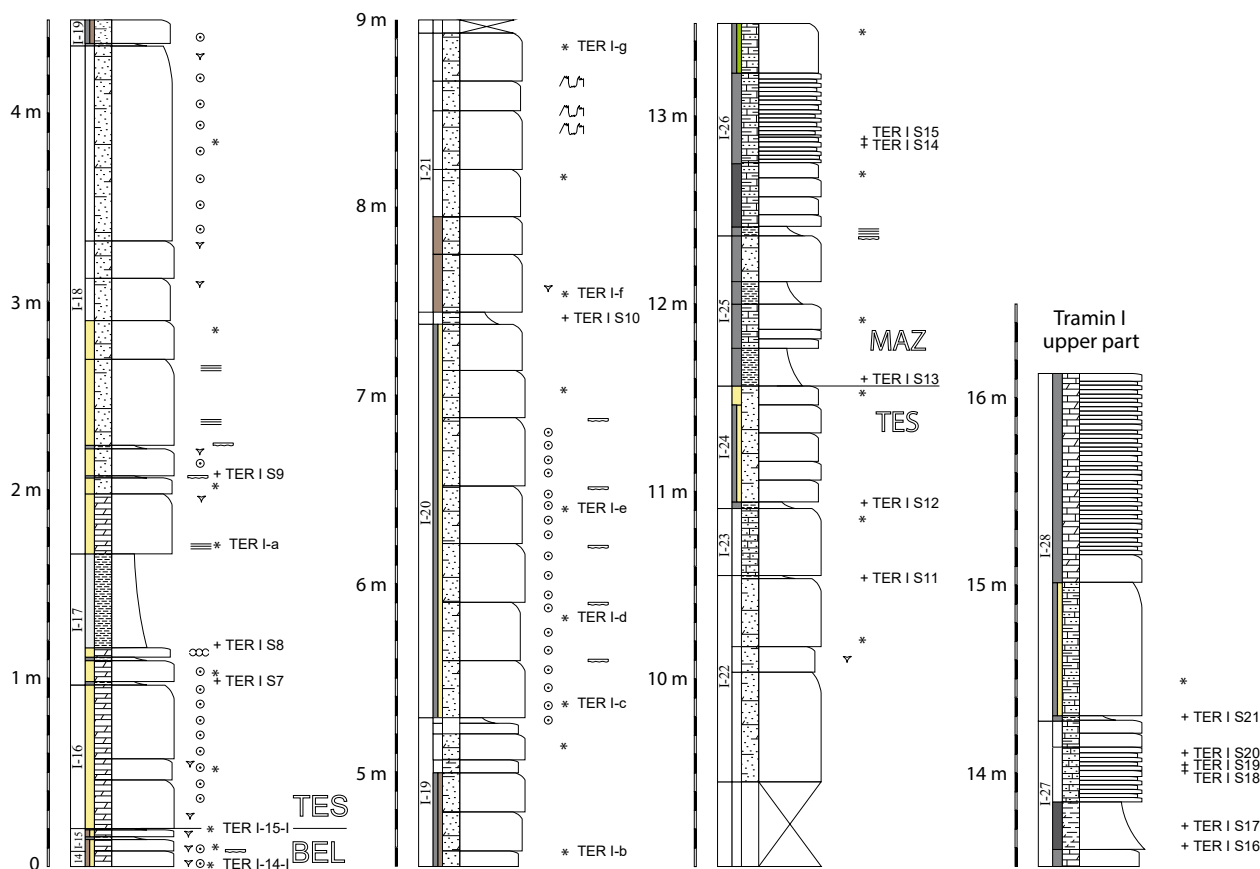 I-19
4 m
3 m
I-18
2 m
+ TER I S9
* TER I-a
I-17
+ TER I S8
1 m
+ TER I S7
I-16
TES
* TER I-15-I
I-15
BEL
14
0
* TER I-14-I
9 m
* TER I-g
I-21
8 m
* TER I-f
+ TER I S10
7 m
I-20
* TER I-e
6 m
* TER I-d
* TER I-c
5 m
I-19
* TER I-b
13 m
I-26
TER I S15
‡ TER I S14
12 m
I-25
MAZ
+ TER I S13
TES
I-24
11 m
+ TER I S12
I-23
+ TER I S11
10 m
I-22
Tramin I
upper part
16 m
I-28
15 m
+ TER I S21
+ TER I S20
‡ TER I S19
TER I S18
14 m
I-27
+ TER I S17
+ TER I S16